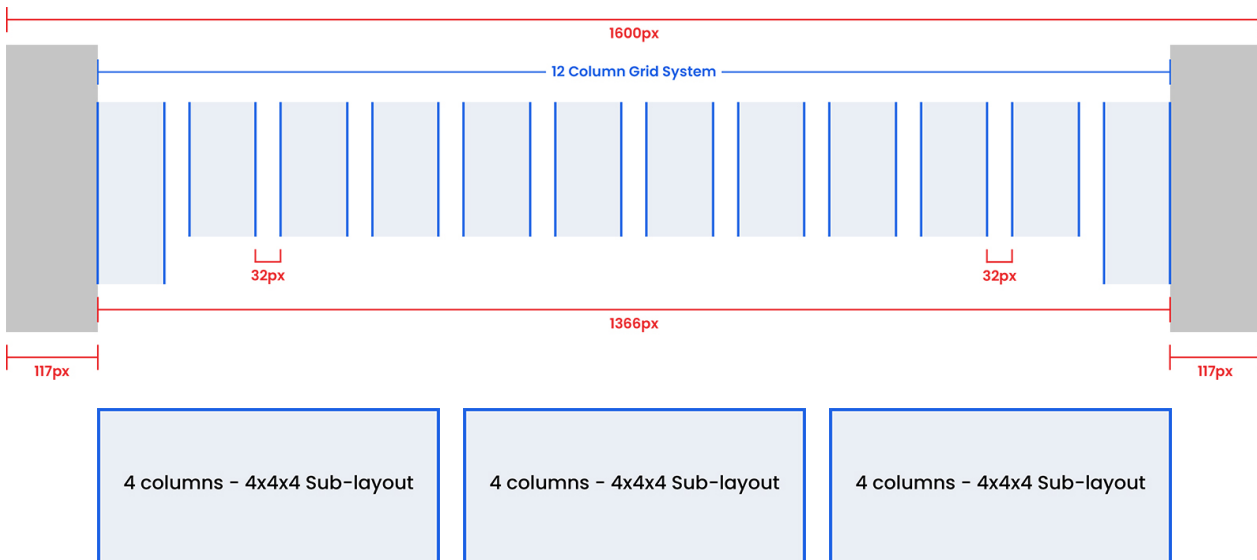 1600px
12 Column Grid System
32px
32px
1366px
117px
117px
4 columns - 4x4x4 Sub-layout
4 columns - 4x4x4 Sub-layout
4 columns - 4x4x4 Sub-layout